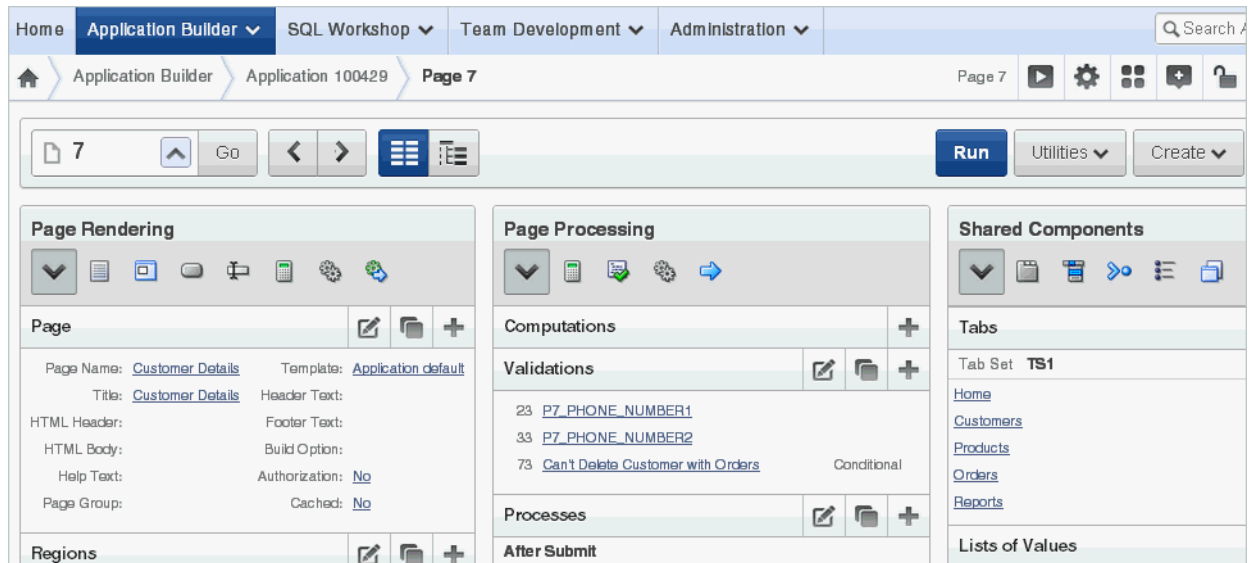 Home Application Builder SQL Workshop Team Development Administration Search
Application Builder Application 100429 Page 7 Page 7
7 Go Run Utilities Create
Page Rendering
Page
Page Name: Customer Details Template: Application default
Title: Customer Details Header Text:
HTML Header: Footer Text:
HTML Body: Build Option:
Help Text: Authorization: No
Page Group: Cached: No
Regions
Page Processing
Computations
Validations
23 P7_PHONE_NUMBER1
33 P7_PHONE_NUMBER2
73 Can't Delete Customer with Orders Conditional
Processes
After Submit
Shared Components
Tabs
Tab Set TS1
Home
Customers
Products
Orders
Reports
Lists of Values